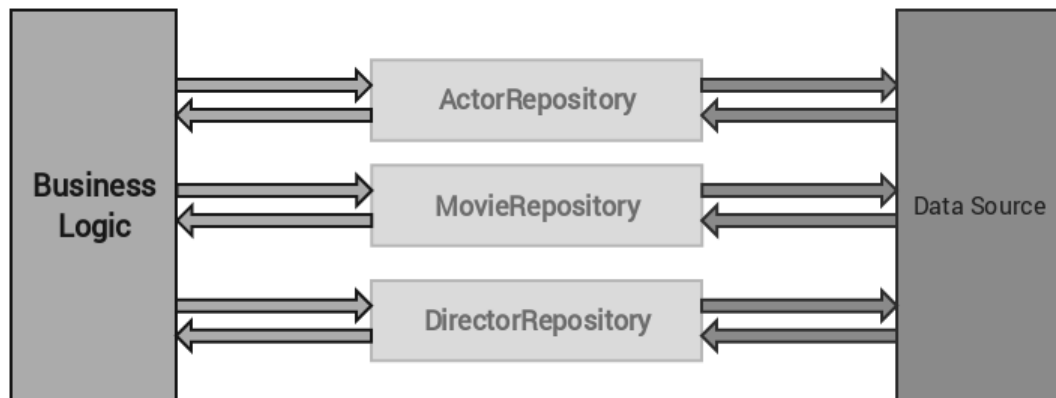 ActorRepository
Business
Logic
MovieRepository
Data Source
DirectorRepository